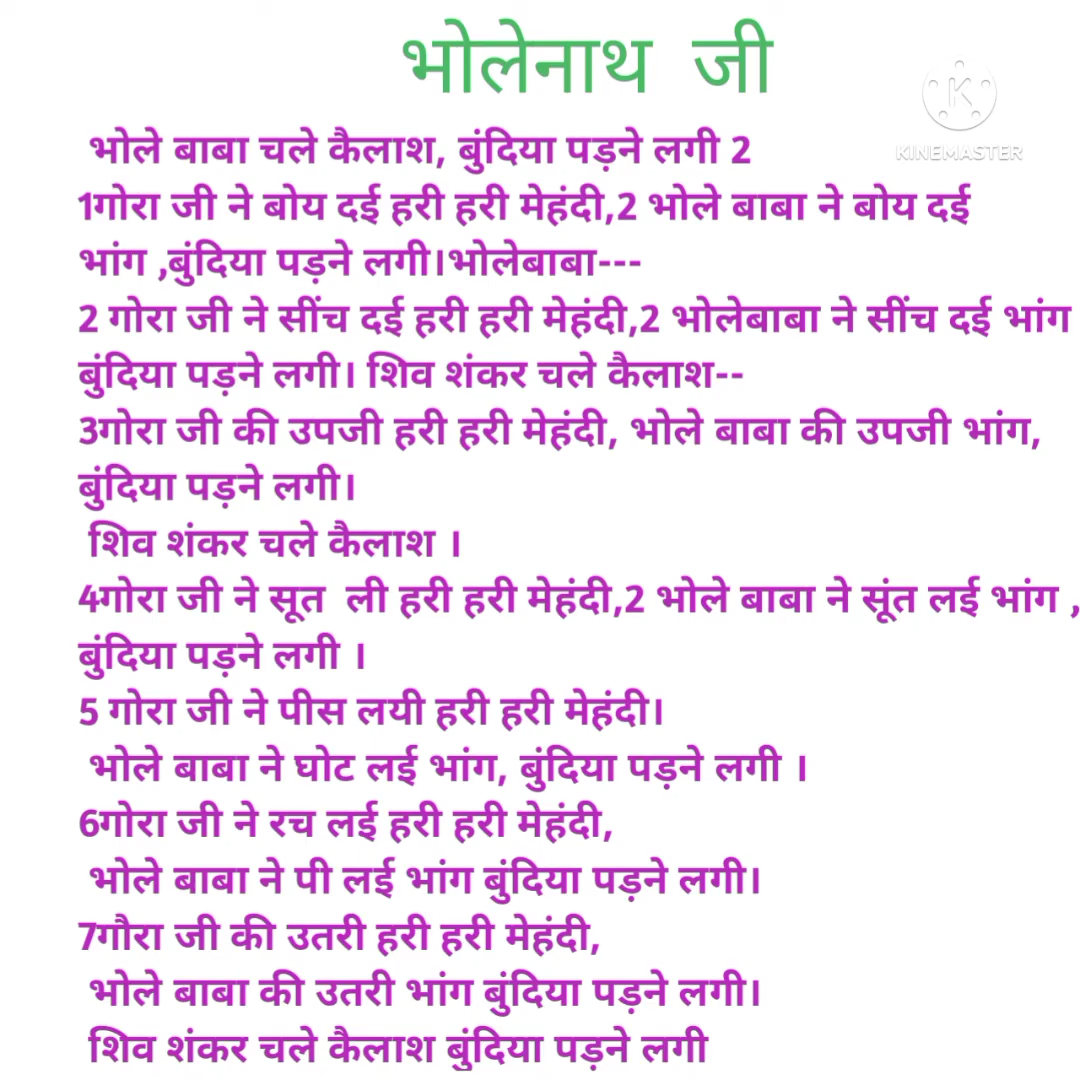 भोलेनाथ जी
KINEMASTER
भोले बाबा चले कैलाश, बुंदिया पड़ने लगी 2
1गोरा जी ने बोय दई हरी हरी मेहंदी,2 भोले बाबा ने बोय दई
भांग ,बुंदिया पड़ने लगी।भोलेबाबा---
2 गोरा जी ने सींच दई हरी हरी मेहंदी,2 भोलेबाबा ने सींच दई भांग
बुंदिया पड़ने लगी। शिव शंकर चले कैलाश--
3गोरा जी की उपजी हरी हरी मेहंदी, भोले बाबा की उपजी भांग,
बुंदिया पड़ने लगी।
शिव शंकर चले कैलाश ।
4गोरा जी ने सूत ली हरी हरी मेहंदी,2 भोले बाबा ने सूंत लई भांग ,
बुंदिया पड़ने लगी ।
5 गोरा जी ने पीस लयी हरी हरी मेहंदी।
भोले बाबा ने घोट लई भांग, बुंदिया पड़ने लगी ।
6गोरा जी ने रच लई हरी हरी मेहंदी,
भोले बाबा ने पी लई भांग बुंदिया पड़ने लगी।
7गौरा जी की उतरी हरी हरी मेहंदी,
भोले बाबा की उतरी भांग बुंदिया पड़ने लगी।
शिव शंकर चले कैलाश बुंदिया पड़ने लगी